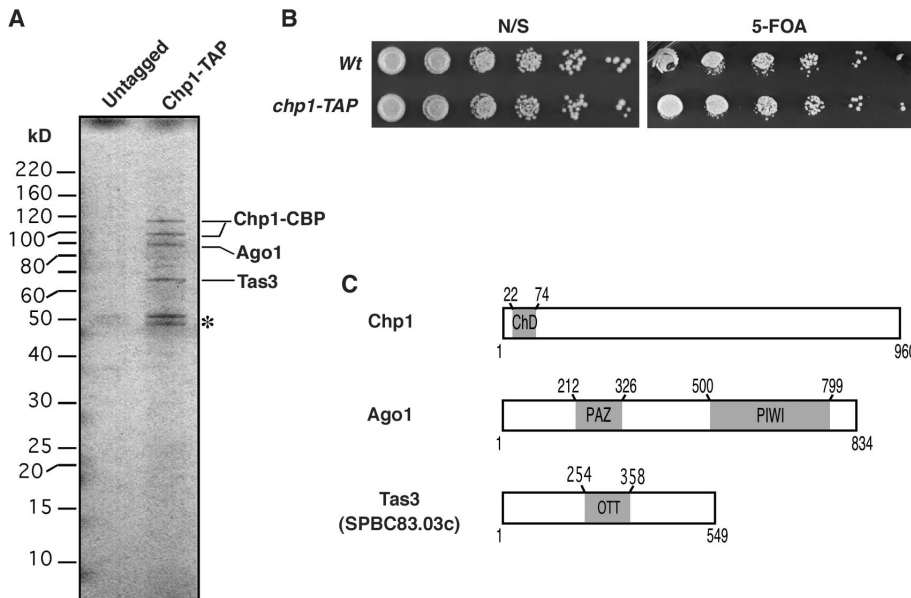 A
Untagged
Chp1-TAP
kD
220
160
120
100
80
60
50
40
30
25
20
15
10
Chp1-CBP
Ago1
Tas3
*
B
N/S
5-FOA
Wt
chp1-TAP
C
Chp1
22
74
ChD
1
960
Ago1
212
326
500
799
PAZ
PIWI
1
834
Tas3
(SPBC83.03c)
254
358
OTT
1
549